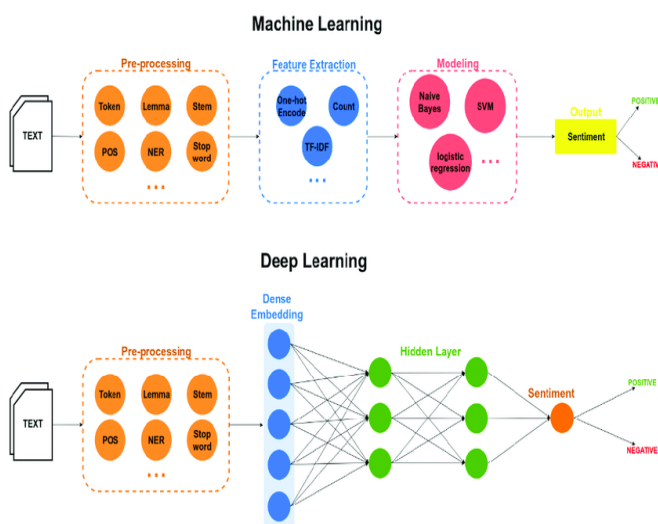 Machine Learning
Pre-processing
Feature Extraction
Modeling
TEXT
Token
Lemma
Stem
POS
NER
Stop
word
...
One-hot
Encode
Count
TF-IDF
...
Naive
Bayes
SVM
logistic
regression
...
Output
Sentiment
POSITIVE
NEGATIVE
Deep Learning
Dense
Embedding
Pre-processing
Hidden Layer
Sentiment
TEXT
Token
Lemma
Stem
POS
NER
Stop
word
...
POSITIVE
NEGATIVE